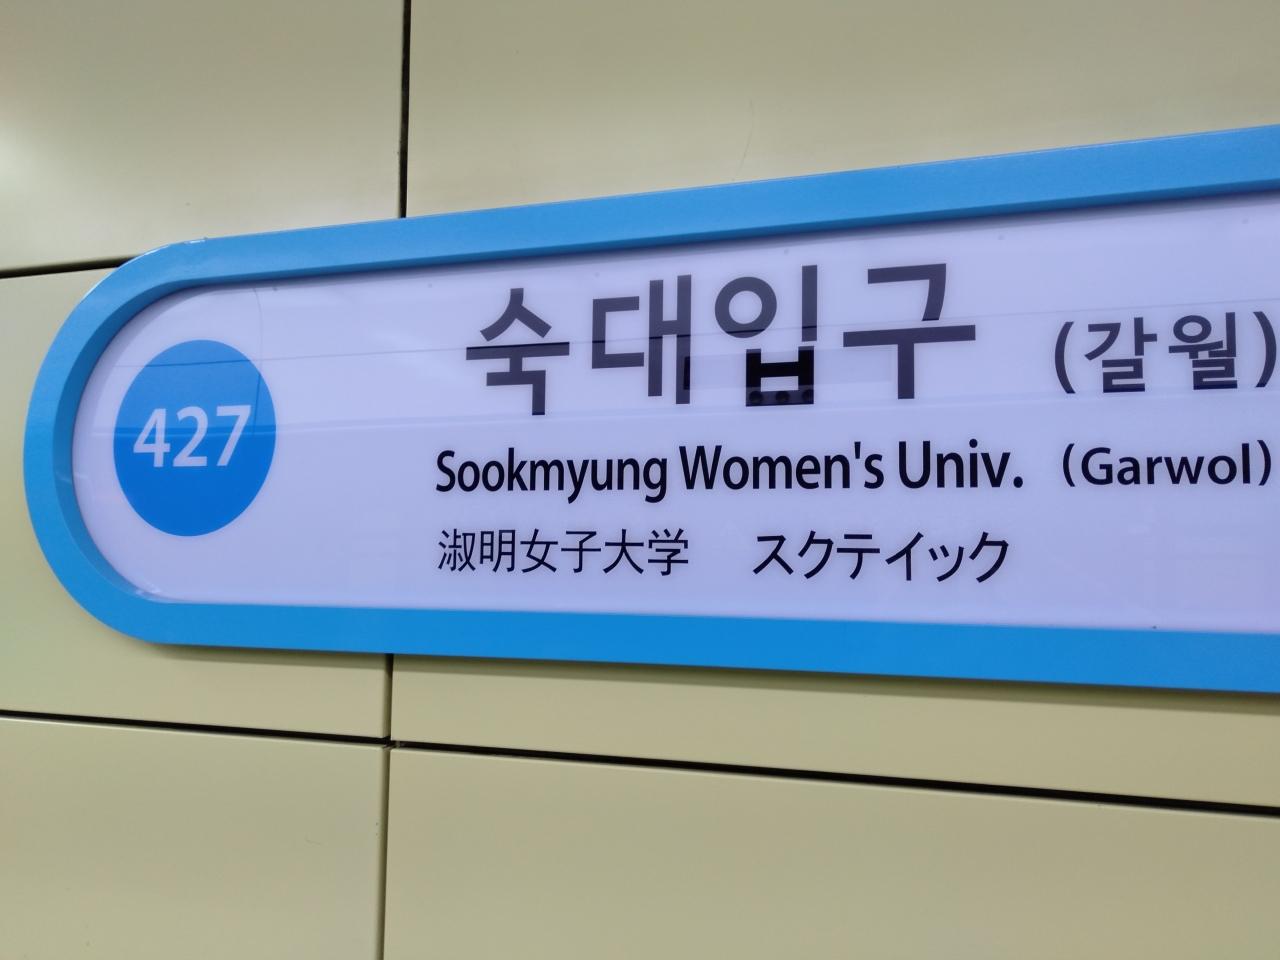 427
숙대입구 (갈월)
Sookmyung Women's Univ. (Garwol)
淑明女子大学 スクテイック